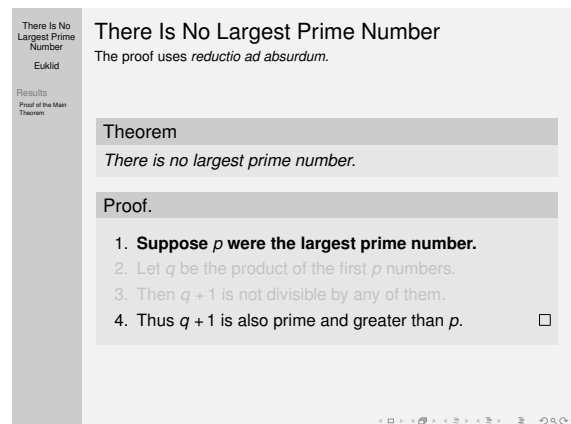 There Is No
Largest Prime
Number
Euklid
Results
Proof of the Main
Theorem
There Is No Largest Prime Number
The proof uses reductio ad absurdum.
Theorem
There is no largest prime number.
Proof.
1. Suppose p were the largest prime number.
2. Let q be the product of the first p numbers.
3. Then q + 1 is not divisible by any of them.
4. Thus q + 1 is also prime and greater than p.